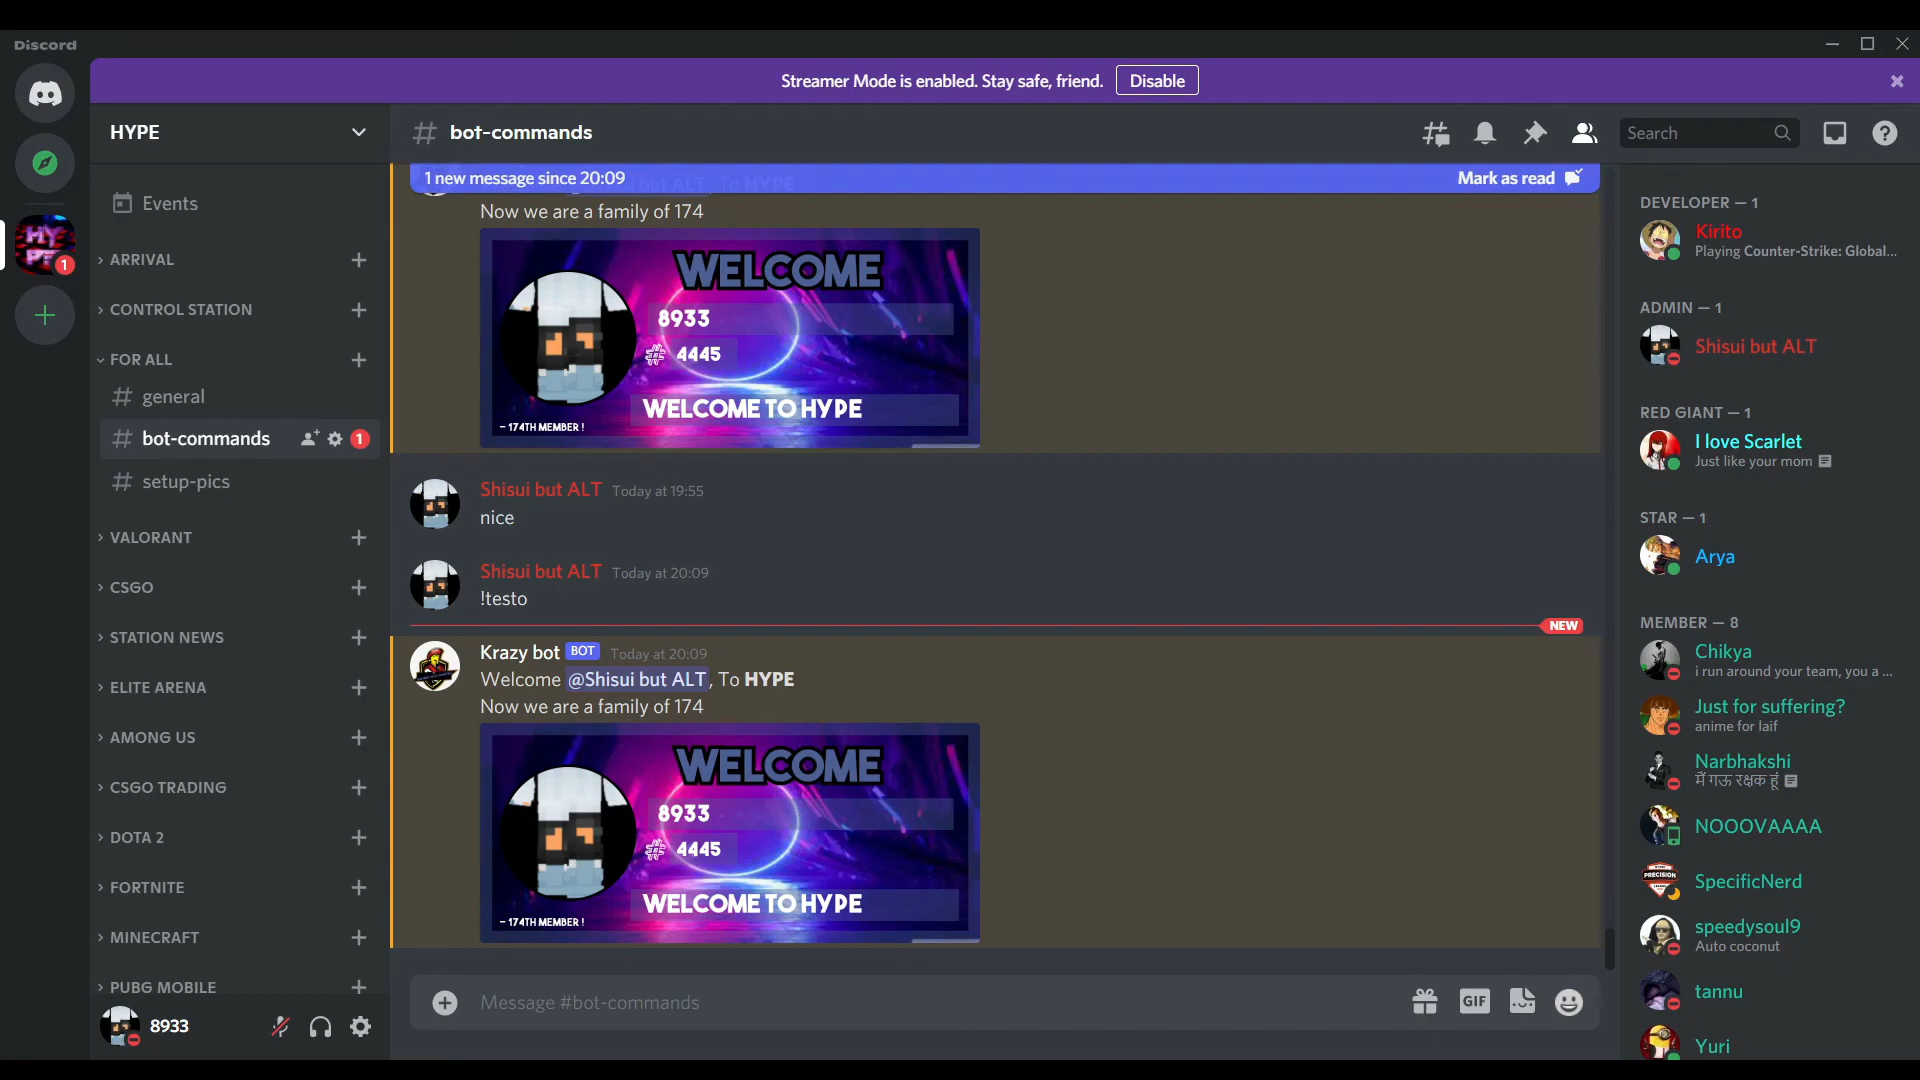 Discord
Streamer Mode is enabled. Stay safe, friend. Disable
HYPE
Events
ARRIVAL
CONTROL STATION
FOR ALL
general
bot-commands 1
setup-pics
VALORANT
CSGO
STATION NEWS
ELITE ARENA
AMONG US
CSGO TRADING
DOTA 2
FORTNITE
MINECRAFT
PUBG MOBILE
8933
HY
PE
1
# bot-commands
Search
1 new message since 20:09 Mark as read
Now we are a family of 174
WELCOME
8933
# 4445
WELCOME TO HYPE
- 174TH MEMBER !
Shisui but ALT Today at 19:55
nice
Shisui but ALT Today at 20:09
!testo
NEW
Krazy bot BOT Today at 20:09
Welcome @Shisui but ALT, To HYPE
Now we are a family of 174
WELCOME
8933
# 4445
WELCOME TO HYPE
- 174TH MEMBER !
Message #bot-commands
GIF
DEVELOPER — 1
Kirito
Playing Counter-Strike: Global...
ADMIN — 1
Shisui but ALT
RED GIANT — 1
I love Scarlet
Just like your mom
STAR — 1
Arya
MEMBER — 8
Chikya
i run around your team, you a ...
Just for suffering?
anime for laif
Narbhakshi
मैं गऊ रक्षक हूं
NOOOVAAAA
PRECISION
SpecificNerd
speedysoul9
Auto coconut
tannu
Yuri